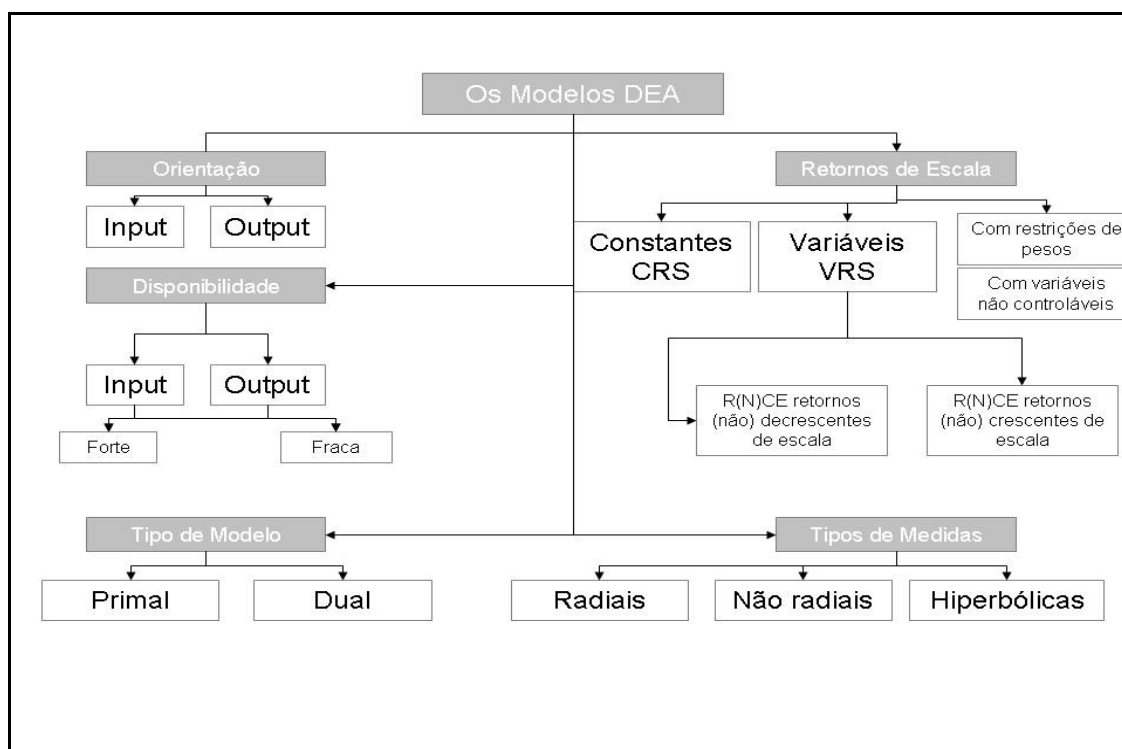 Os Modelos DEA
Orientação
Retornos de Escala
Input
Output
Constantes
CRS
Variáveis
VRS
Com restrições de
pesos
Com variáveis
não controláveis
Disponibilidade
Input
Output
Forte
Fraca
R(N)CE retornos
(não) decrescentes
de escala
R(N)CE retornos
(não) crescentes de
escala
Tipo de Modelo
Tipos de Medidas
Primal
Dual
Radiais
Não radiais
Hiperbólicas